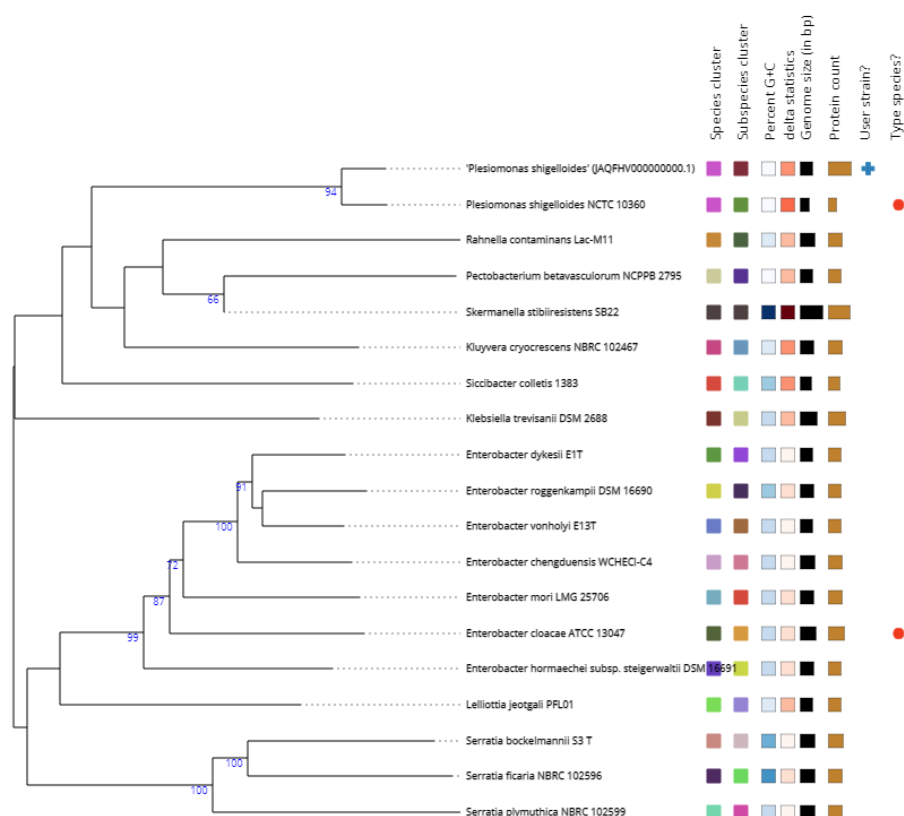 Species cluster
Subspecies cluster
Percent G+C
delta statistics
Genome size (in bp)
Protein count
User strain?
Type species?
'Plesiomonas shigelloides' (JAQFHV000000000.1)
94
Plesiomonas shigelloides NCTC 10360
Rahnella contaminans Lac-M11
Pectobacterium betavasculorum NCPPB 2795
66
Skermanella stibiiresistens SB22
Kluyvera cryocrescens NBRC 102467
Siccibacter colletis 1383
Klebsiella trevisanii DSM 2688
Enterobacter dykesii E1T
91
Enterobacter roggenkampii DSM 16690
100
Enterobacter vonholyi E13T
72
Enterobacter chengduensis WCHECl-C4
87
Enterobacter mori LMG 25706
99
Enterobacter cloacae ATCC 13047
Enterobacter hormaechei subsp. steigerwaltii DSM 16691
Lelliottia jeotgali PFL01
Serratia bockelmannii S3 T
100
Serratia ficaria NBRC 102596
100
Serratia plymuthica NBRC 102599